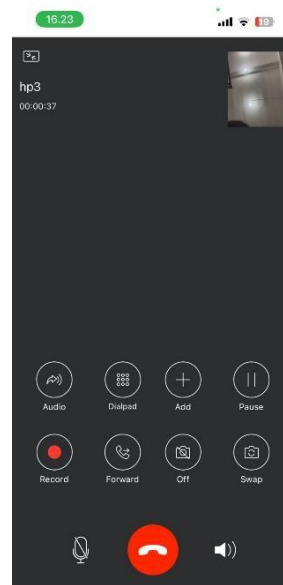 16.23
19
hp3
00:00:37
Audio Dialpad Add Pause
Record Forward Off Swap